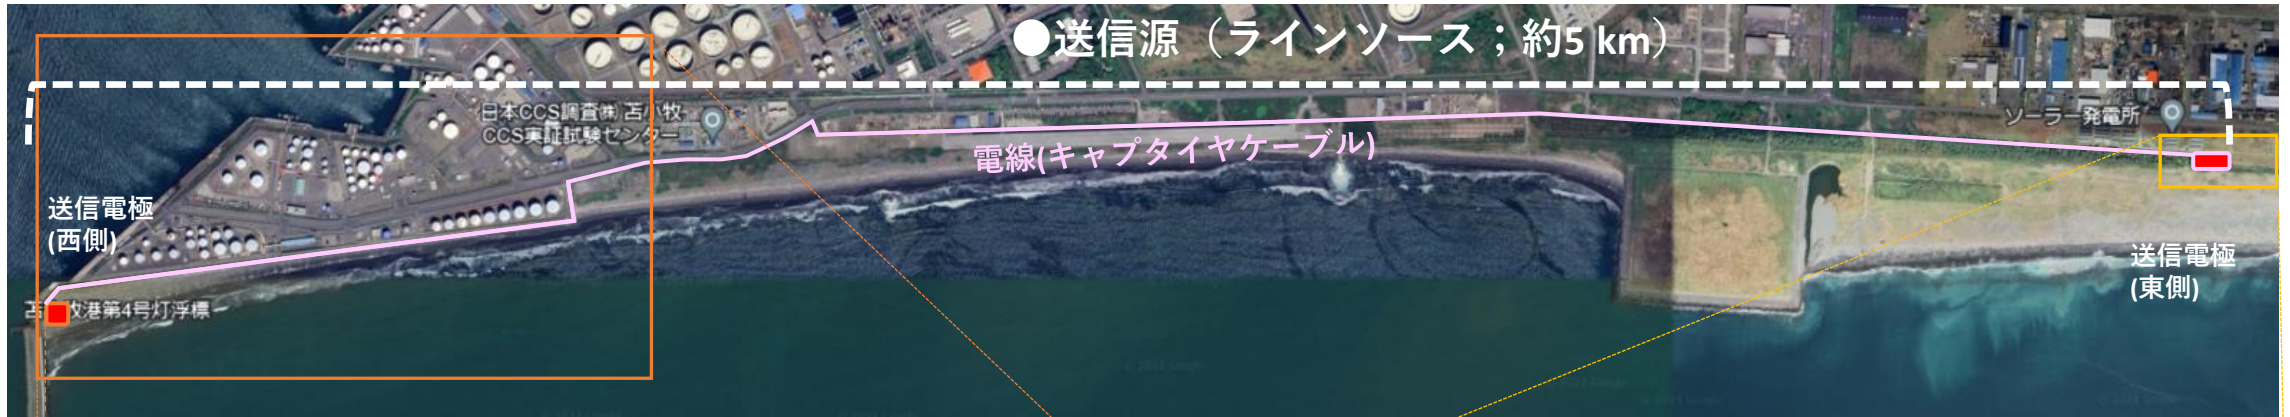 ●送信源（ラインソース；約5 km）
日本CCS調査㈱ 苫小牧
CCS実証試験センター
ソーラー発電所
電線(キャプタイヤケーブル)
送信電極
(西側)
送信電極
(東側)
苫小牧港第4号灯浮標